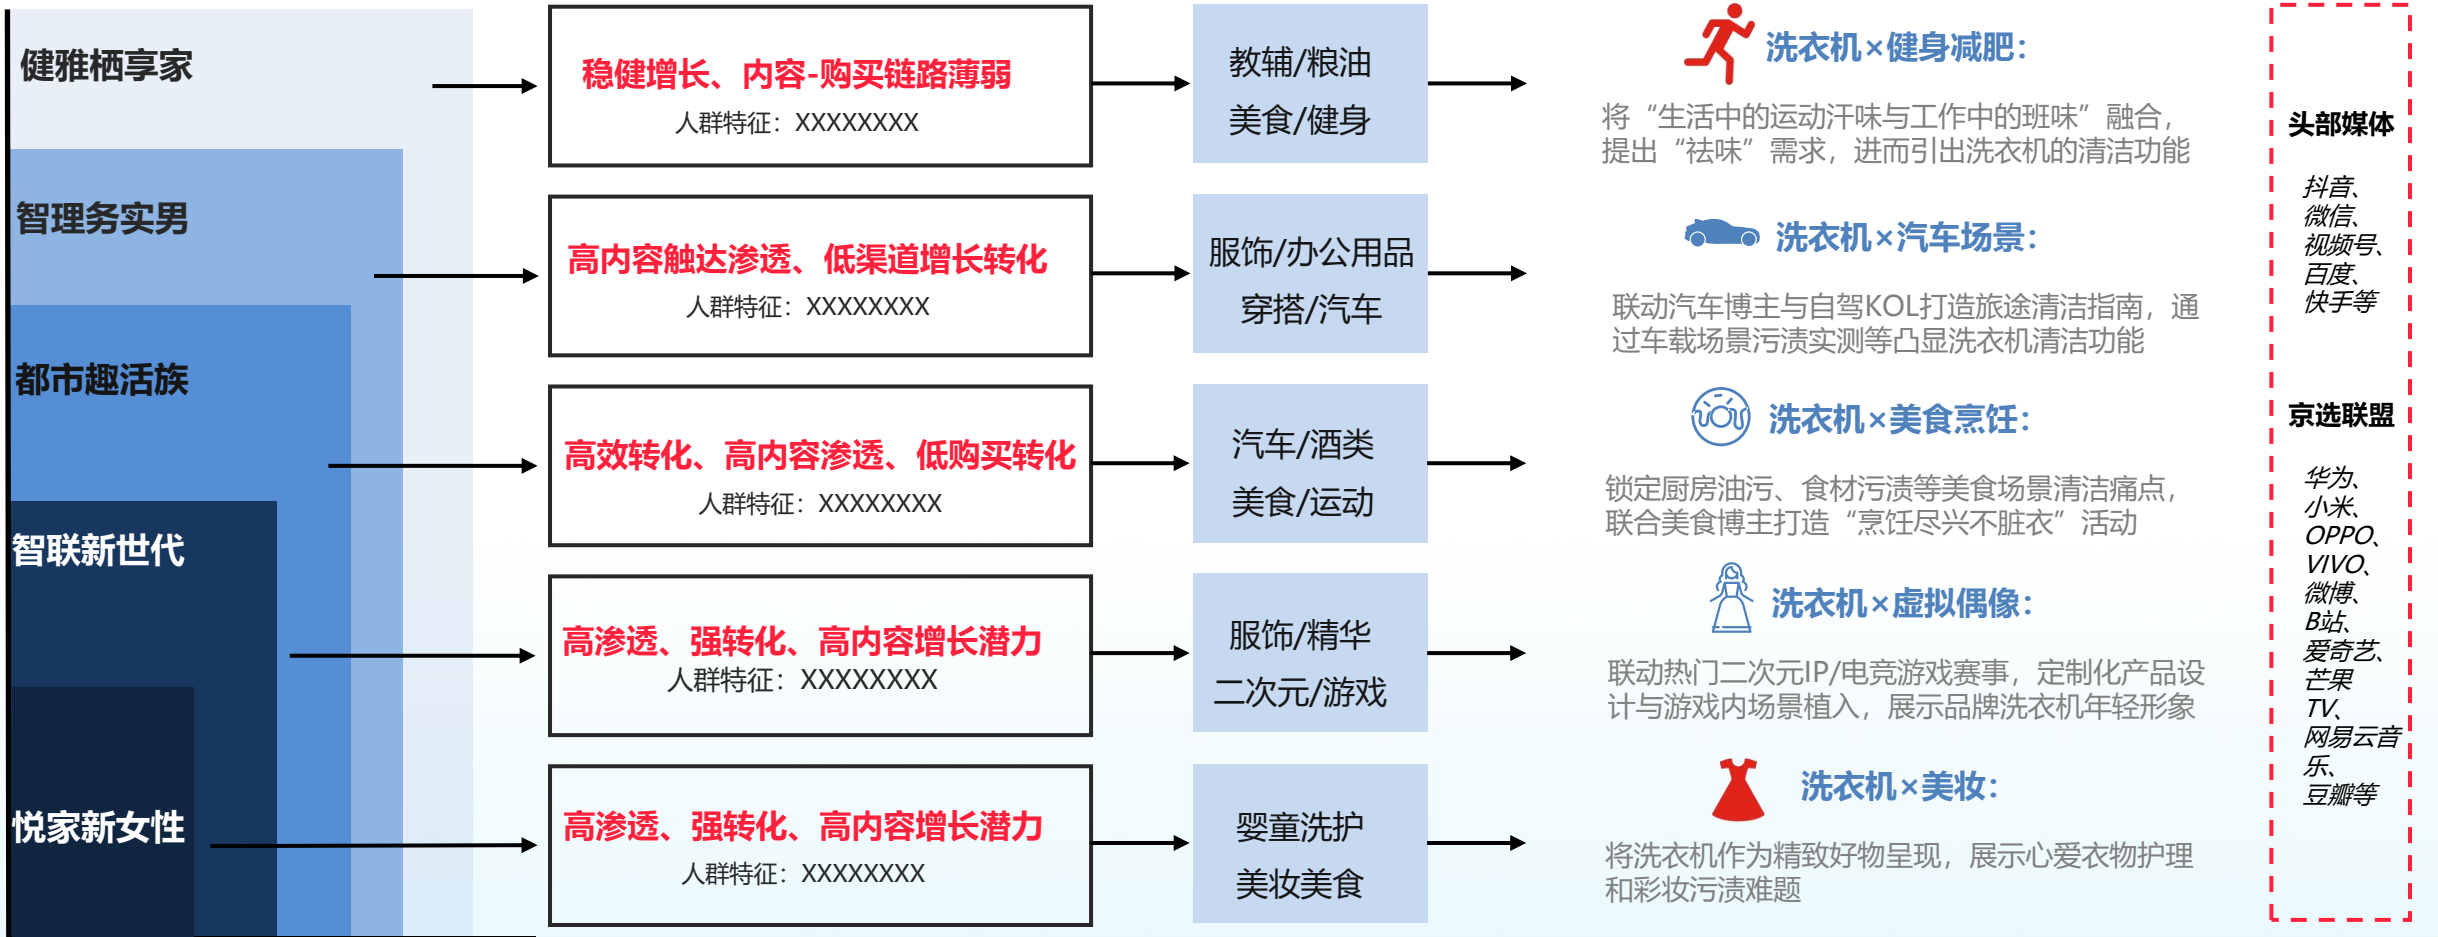 健雅栖享家
稳健增长、内容-购买链路薄弱
人群特征：XXXXXXXX
教辅/粮油
美食/健身
洗衣机×健身减肥：
将“生活中的运动汗味与工作中的班味”融合，
提出“祛味”需求，进而引出洗衣机的清洁功能
智理务实男
高内容触达渗透、低渠道增长转化
人群特征：XXXXXXXX
服饰/办公用品
穿搭/汽车
洗衣机×汽车场景：
联动汽车博主与自驾KOL打造旅途清洁指南，通
过车载场景污渍实测等凸显洗衣机清洁功能
都市趣活族
高效转化、高内容渗透、低购买转化
人群特征：XXXXXXXX
汽车/酒类
美食/运动
洗衣机×美食烹饪：
锁定厨房油污、食材污渍等美食场景清洁痛点，
联合美食博主打造“烹饪尽兴不脏衣”活动
智联新世代
高渗透、强转化、高内容增长潜力
人群特征：XXXXXXXX
服饰/精华
二次元/游戏
洗衣机×虚拟偶像：
联动热门二次元IP/电竞游戏赛事，定制化产品设
计与游戏内场景植入，展示品牌洗衣机年轻形象
悦家新女性
高渗透、强转化、高内容增长潜力
人群特征：XXXXXXXX
婴童洗护
美妆美食
洗衣机×美妆：
将洗衣机作为精致好物呈现，展示心爱衣物护理
和彩妆污渍难题
头部媒体
抖音、
微信、
视频号、
百度、
快手等
京选联盟
华为、
小米、
OPPO、
VIVO、
微博、
B站、
爱奇艺、
芒果
TV、
网易云音
乐、
豆瓣等